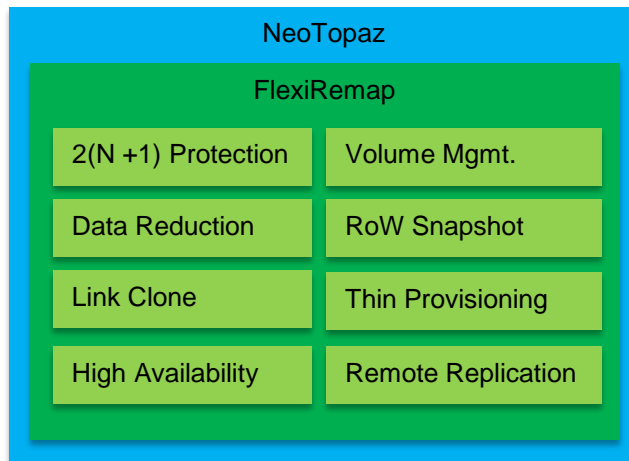 NeoTopaz
FlexiRemap
2(N +1) Protection
Volume Mgmt.
Data Reduction
RoW Snapshot
Link Clone
Thin Provisioning
High Availability
Remote Replication